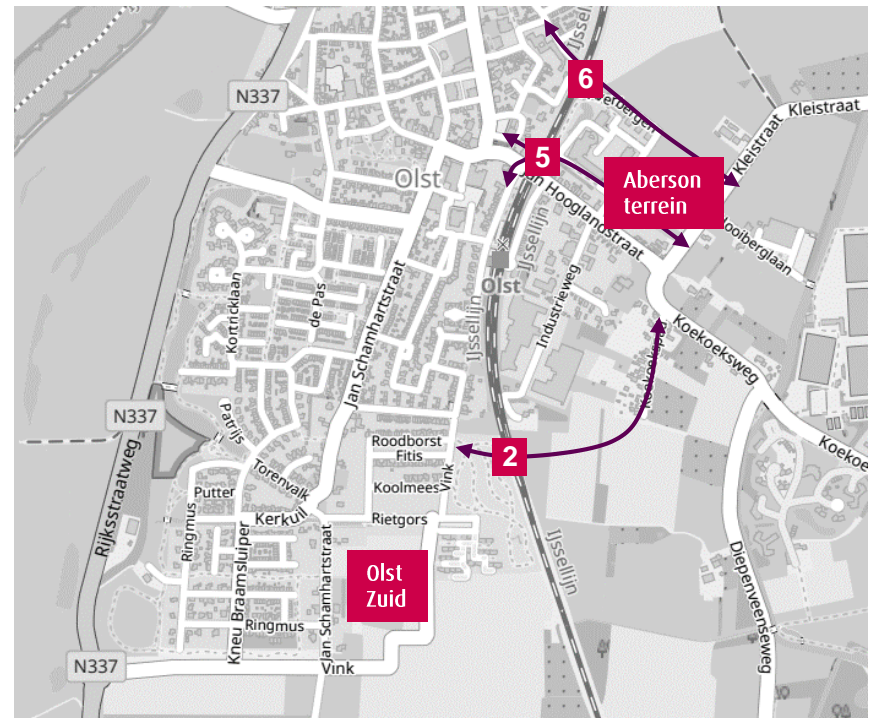 IJssellijn
6
N337
Kleistraat
Kleistraat
5
Aberson
terrein
Olst
Jan Hooglandstraat
IJssellijn
Olst
Industrieweg
Kortricklaan
de Pas
Jan Schamhartstraat
IJssellijn
Koekoeksweg
N337
Patrijs
Roodborst
Fitis
Vink
2
Torenvalk
Koolmees
Putter
Kerkuil
Rietgors
Rijksstraatweg
Ringmus
Kneu Braamsluiper
Jan Schamhartstraat
Olst
Zuid
IJssellijn
Diepenveenseweg
Ringmus
N337
Vink